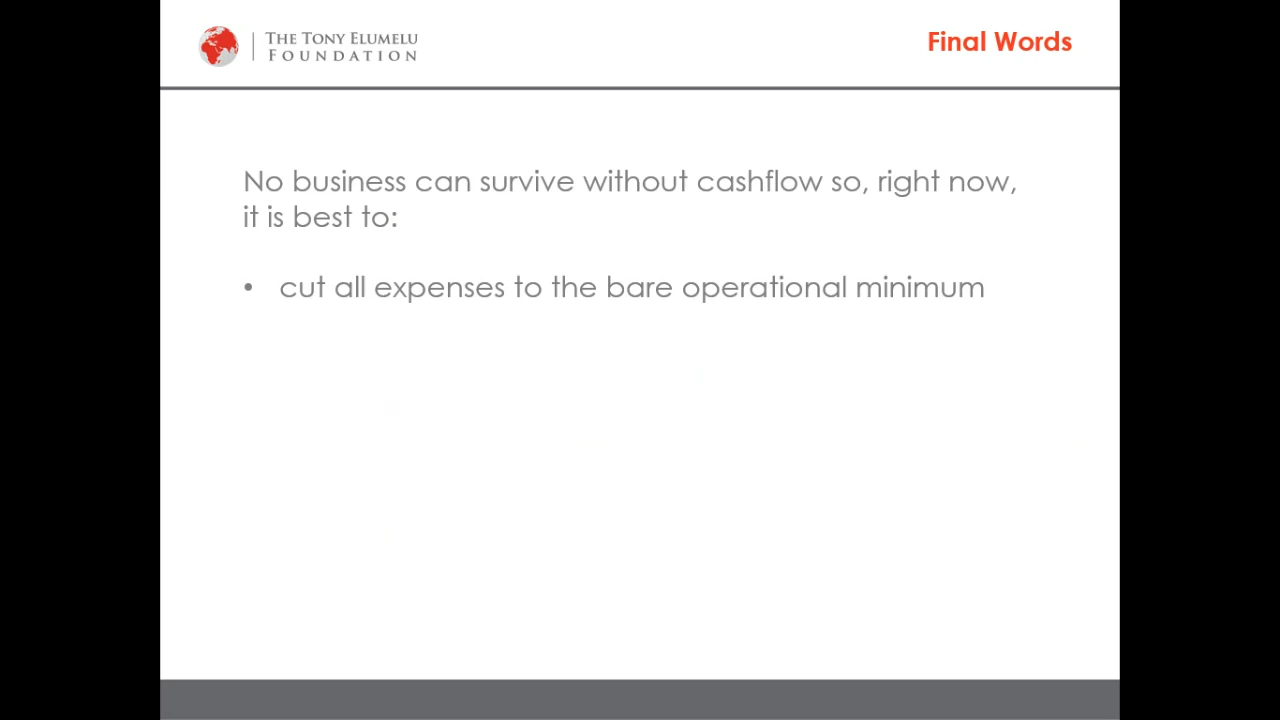 THE TONY ELUMELU
FOUNDATION
Final Words
No business can survive without cashflow so, right now,
it is best to:
• cut all expenses to the bare operational minimum